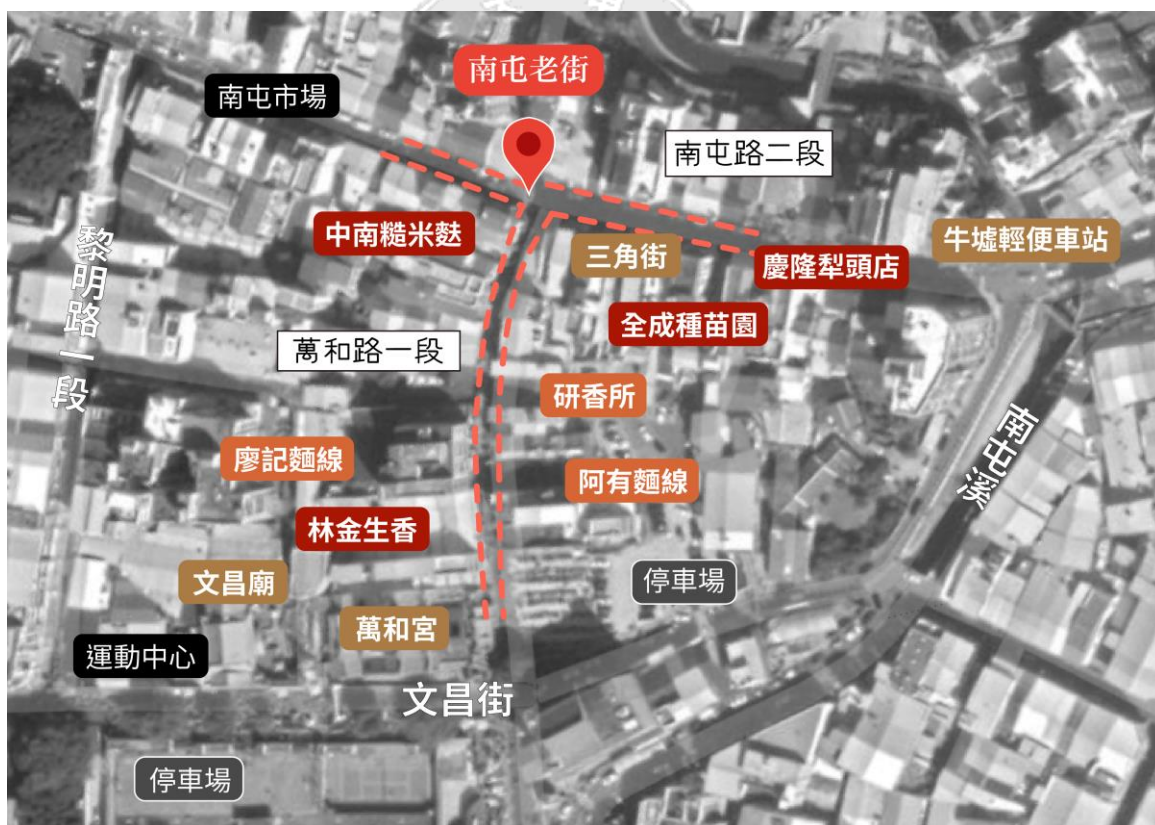 南屯老街
南屯市場
南屯路二段
中南糙米麩
三角街
慶隆犁頭店
牛墟輕便車站
黎明路一段
全成種苗園
萬和路一段
研香所
廖記麵線
阿有麵線
南屯溪
林金生香
文昌廟
停車場
萬和宮
運動中心
文昌街
停車場